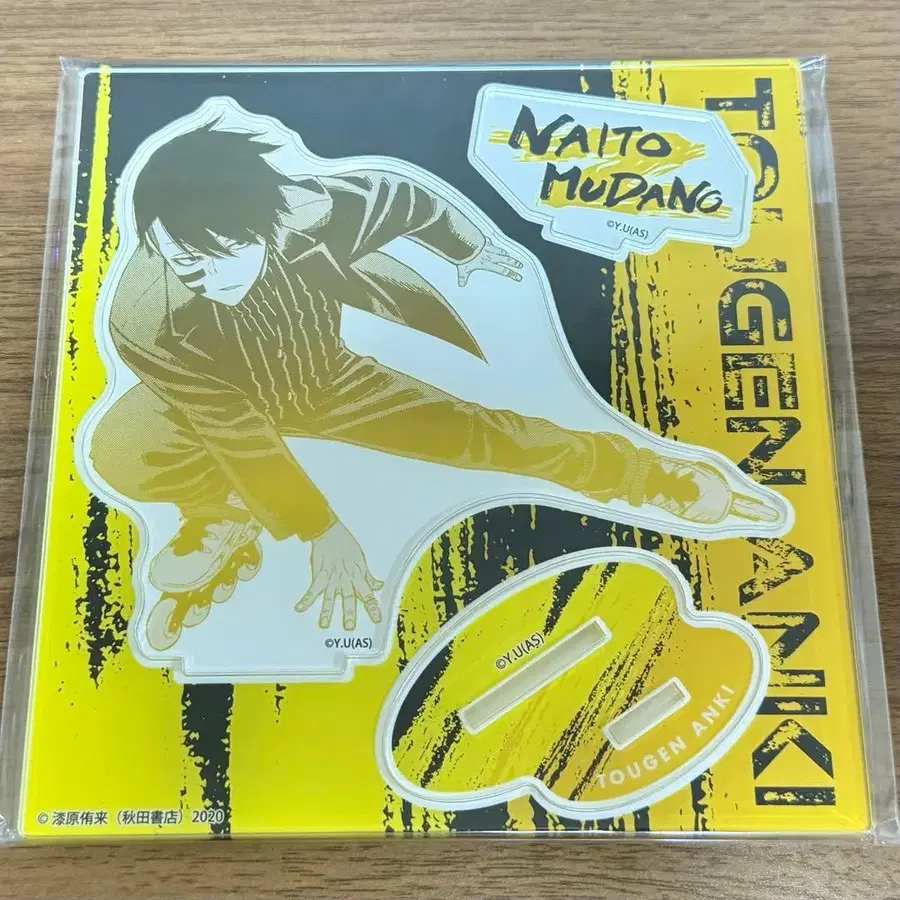 NAITO
MUDANO
©Y.U(AS)
TOUGEN ANKI
©Y.U(AS)
©Y.U(AS)
TOUGEN ANKI
© 漆原侑来（秋田書店）2020